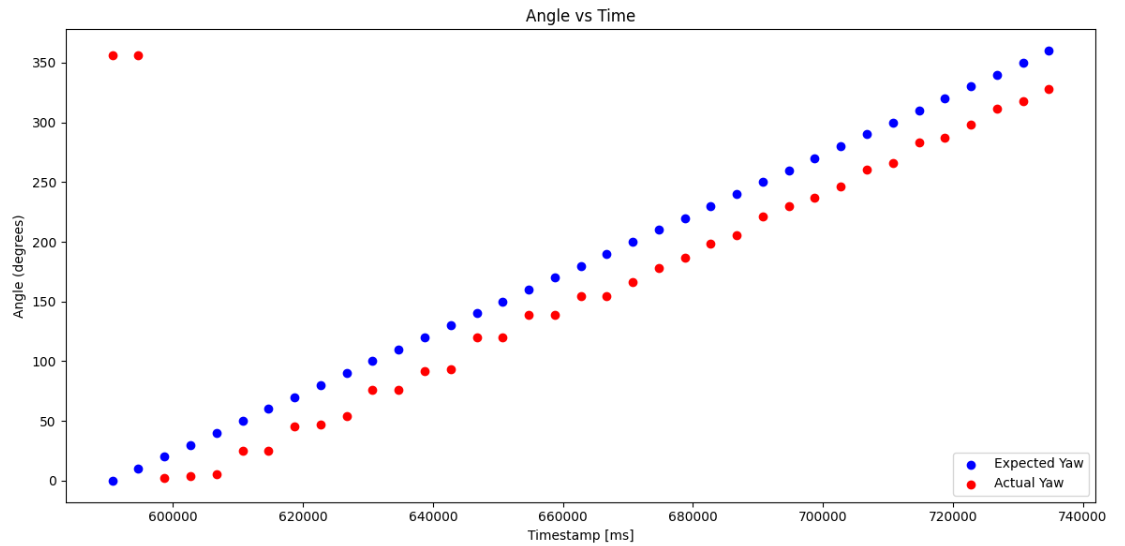 Angle vs Time
Angle (degrees)
350
300
250
200
150
100
50
0
600000 620000 640000 660000 680000 700000 720000 740000
Timestamp [ms]
Expected Yaw
Actual Yaw